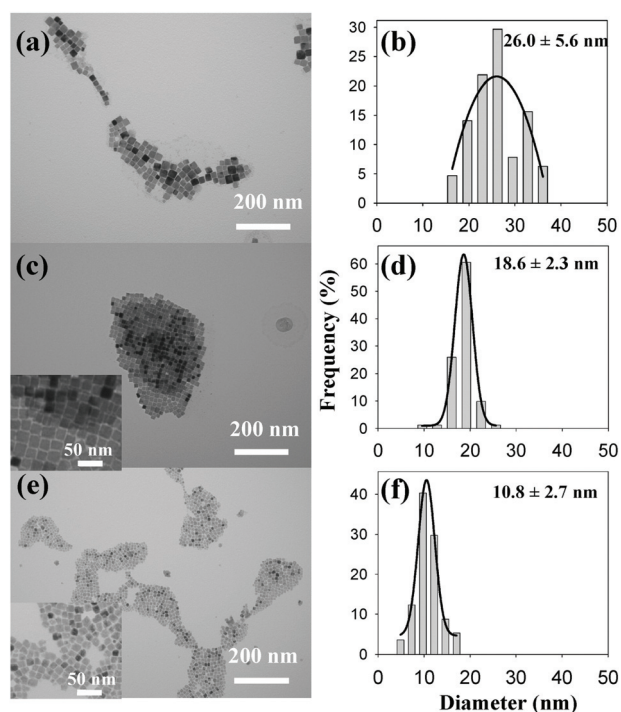 (a)
200 nm
(b)
26.0 ± 5.6 nm
30
25
20
15
10
5
0
0 10 20 30 40 50
(c)
50 nm
200 nm
(d)
18.6 ± 2.3 nm
60
50
40
30
20
10
0
0 10 20 30 40 50
Frequency (%)
(e)
50 nm
200 nm
(f)
10.8 ± 2.7 nm
40
30
20
10
0
0 10 20 30 40 50
Diameter (nm)